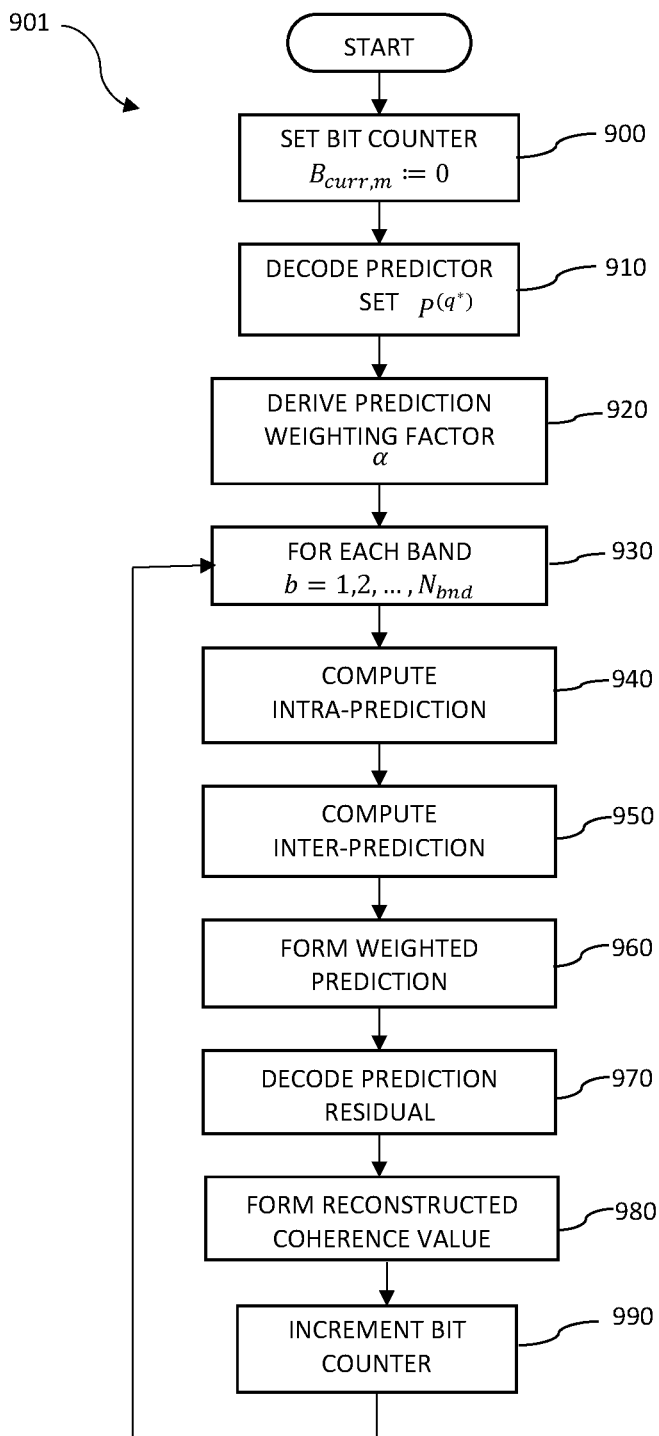 901
START
SET BIT COUNTER
B_{curr,m} := 0
900
DECODE PREDICTOR
SET P^{(q*)}
910
DERIVE PREDICTION
WEIGHTING FACTOR
α
920
FOR EACH BAND
b = 1,2, … , N_{bnd}
930
COMPUTE
INTRA-PREDICTION
940
COMPUTE
INTER-PREDICTION
950
FORM WEIGHTED
PREDICTION
960
DECODE PREDICTION
RESIDUAL
970
FORM RECONSTRUCTED
COHERENCE VALUE
980
INCREMENT BIT
COUNTER
990